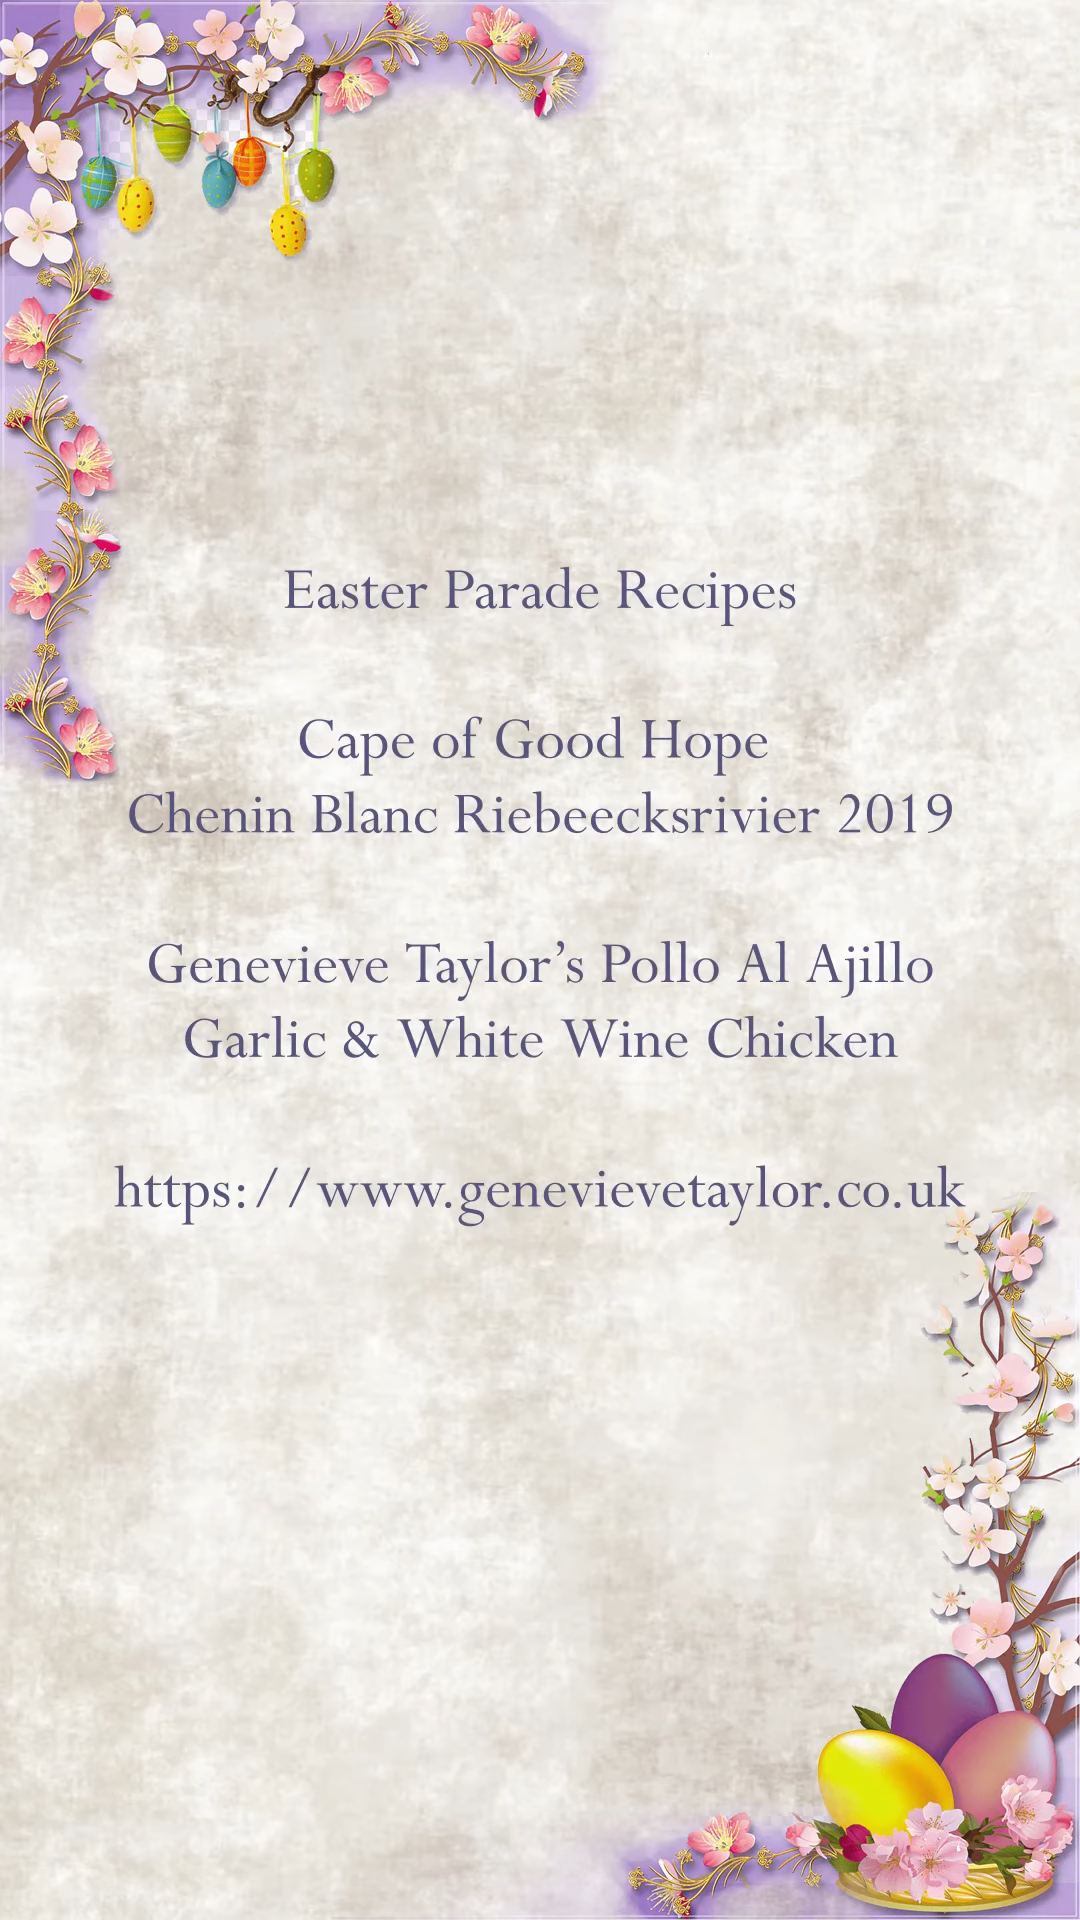 Easter Parade Recipes
Cape of Good Hope
Chenin Blanc Riebeecksrivier 2019
Genevieve Taylor’s Pollo Al Ajillo
Garlic & White Wine Chicken
https://www.genevievetaylor.co.uk